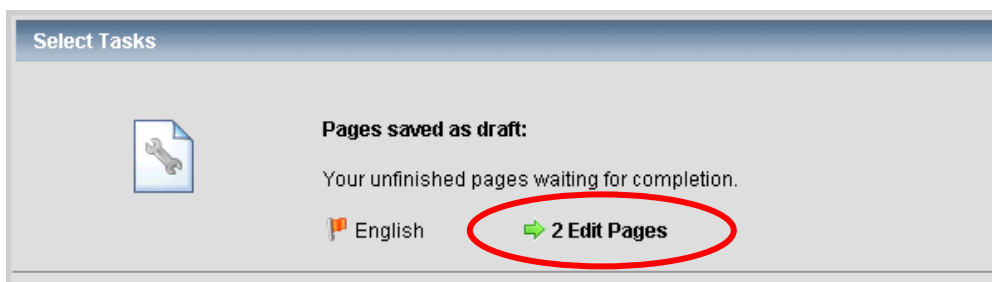 Select Tasks
Pages saved as draft:
Your unfinished pages waiting for completion.
English 2 Edit Pages